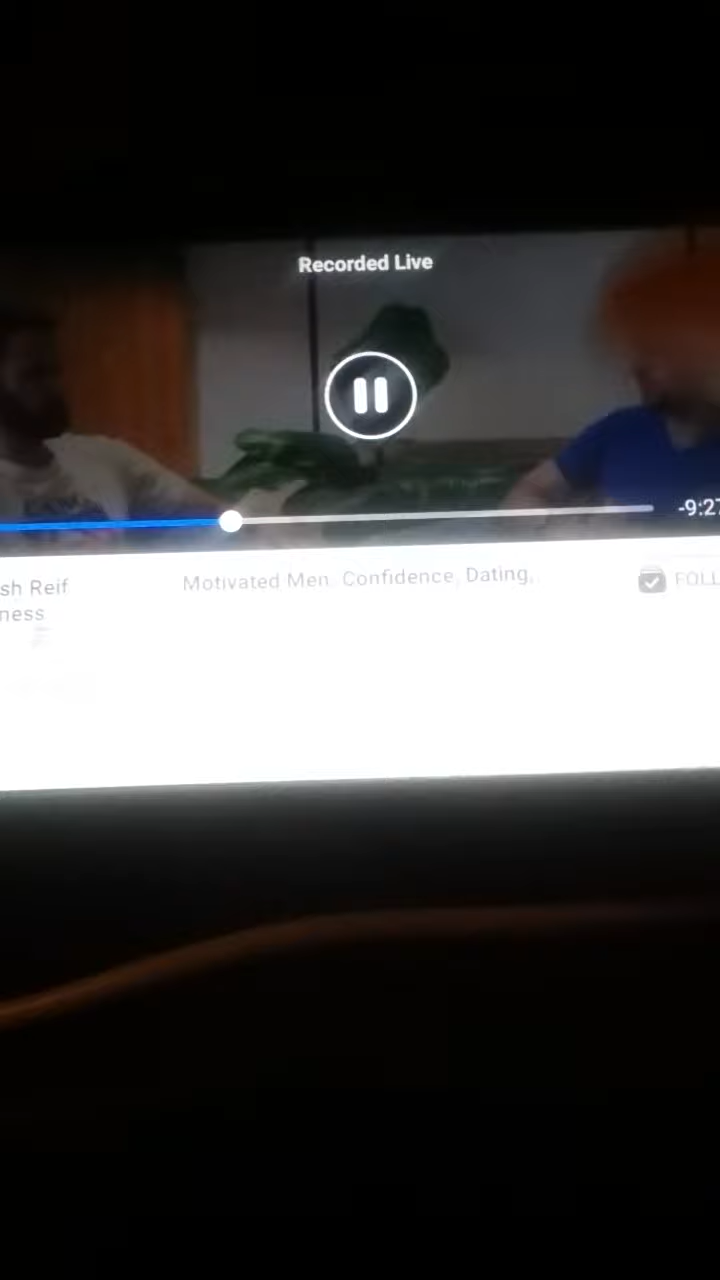 Recorded Live
-9:27
sh Reif
ness
Motivated Men. Confidence, Dating,
FOLL